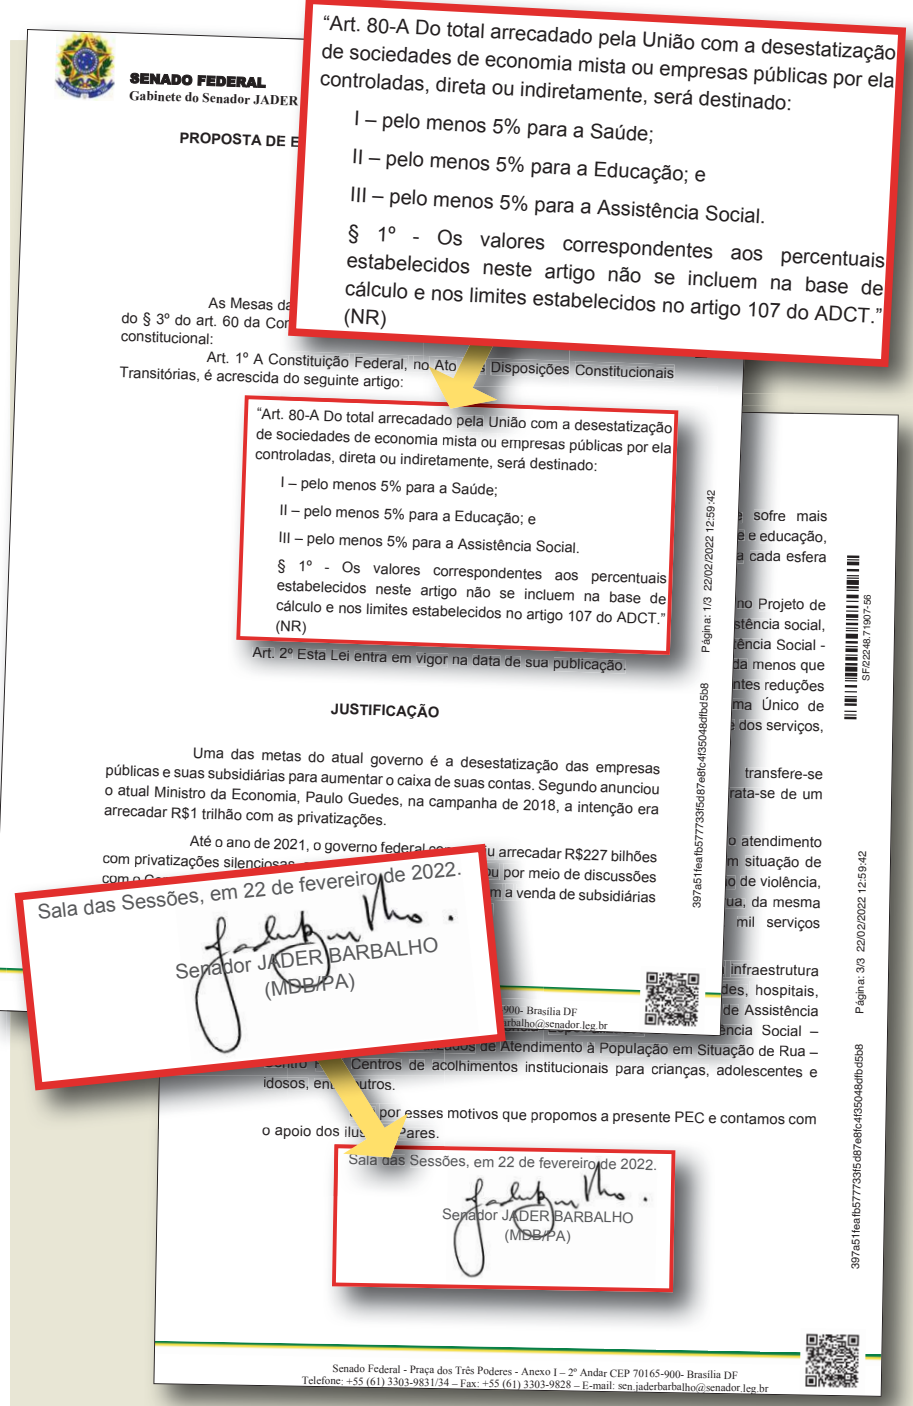 “Art. 80-A Do total arrecadado pela União com a desestatização
de sociedades de economia mista ou empresas públicas por ela
controladas, direta ou indiretamente, será destinado:
I – pelo menos 5% para a Saúde;
II – pelo menos 5% para a Educação; e
III – pelo menos 5% para a Assistência Social.
§ 1º - Os valores correspondentes aos percentuais
estabelecidos neste artigo não se incluem na base de
cálculo e nos limites estabelecidos no artigo 107 do ADCT.”
(NR)
SENADO FEDERAL
Gabinete do Senador JADER
PROPOSTA DE
As Mesas da
do § 3º do art. 60 da
constitucional:
Art. 1º A Constituição Federal, no Ato Disposições Constitucionais
Transitórias, é acrescida do seguinte artigo:
“Art. 80-A Do total arrecadado pela União com a desestatização
de sociedades de economia mista ou empresas públicas por ela
controladas, direta ou indiretamente, será destinado:
I – pelo menos 5% para a Saúde;
II – pelo menos 5% para a Educação; e
III – pelo menos 5% para a Assistência Social.
§ 1º - Os valores correspondentes aos percentuais
estabelecidos neste artigo não se incluem na base de
cálculo e nos limites estabelecidos no artigo 107 do ADCT.”
(NR)
Art. 2º Esta Lei entra em vigor na data de sua publicação.
JUSTIFICAÇÃO
Uma das metas do atual governo é a desestatização das empresas
públicas e suas subsidiárias para aumentar o caixa de suas contas. Segundo anunciou
o atual Ministro da Economia, Paulo Guedes, na campanha de 2018, a intenção era
arrecadar R$1 trilhão com as privatizações.
Até o ano de 2021, o governo federal arrecadar R$227 bilhões
com privatizações silenciosas, por meio de discussões
com o a venda de subsidiárias
Página: 1/3 22/02/2022 12:59:42
397a51feafb577733f5d87e8fc4f35048dfbd5b8
900- Brasília DF
arbalho@senador.leg.br
Sala das Sessões, em 22 de fevereiro de 2022.
Senador JADER BARBALHO
(MDB/PA)
sofre mais
e educação,
a cada esfera
no Projeto de
stência social,
ência Social -
da menos que
ntes reduções
ma Único de
dos serviços,
transfere-se
rata-se de um
o atendimento
m situação de
o de violência,
ua, da mesma
mil serviços
infraestrutura
des, hospitais,
de Assistência
ência Social –
de Atendimento à População em Situação de Rua –
Centros de acolhimentos institucionais para crianças, adolescentes e
idosos, entre outros.
por esses motivos que propomos a presente PEC e contamos com
o apoio dos Pares.
Sala das Sessões, em 22 de fevereiro de 2022.
Senador JADER BARBALHO
(MDB/PA)
SF/22248.71907-56
Página: 3/3 22/02/2022 12:59:42
397a51feafb577733f5d87e8fc4f35048dfbd5b8
Senado Federal - Praça dos Três Poderes - Anexo I – 2º Andar CEP 70165-900- Brasília DF
Telefone: +55 (61) 3303-9831/34 – Fax: +55 (61) 3303-9828 – E-mail: sen.jaderbarbalho@senador.leg.br